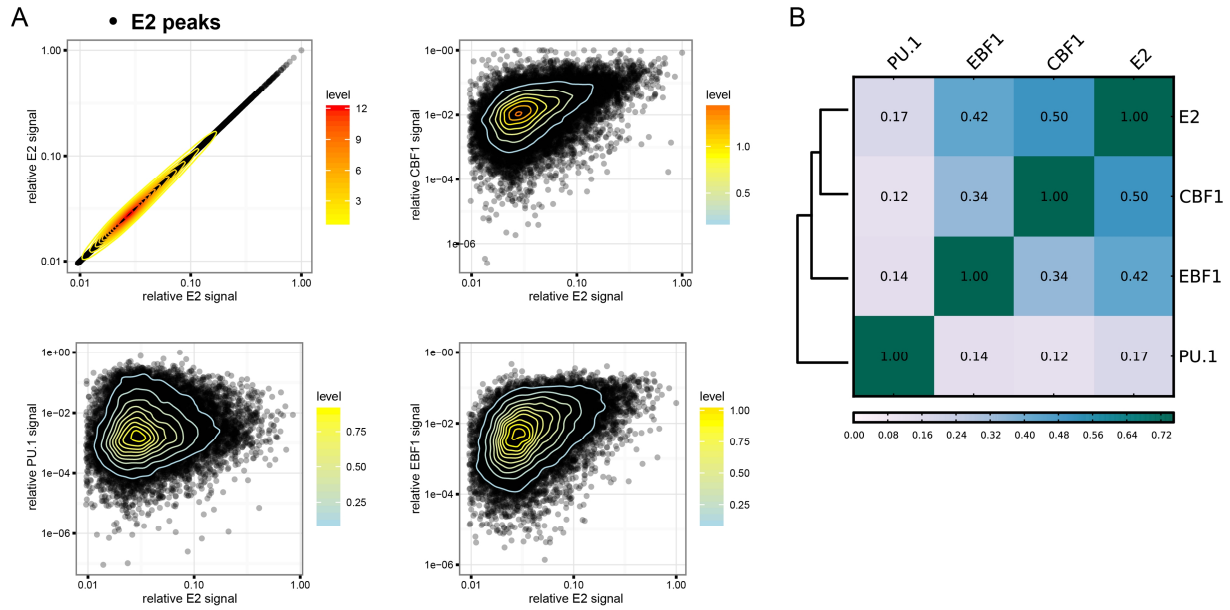 A
• E2 peaks
1.00
0.10
0.01
relative E2 signal
0.01 0.10 1.00
relative E2 signal
level
12
9
6
3
1e-00
1e-02
1e-04
1e-06
relative CBF1 signal
0.01 0.10 1.00
relative E2 signal
level
1.0
0.5
1e+00
1e-02
1e-04
1e-06
relative PU.1 signal
0.01 0.10 1.00
relative E2 signal
level
0.75
0.50
0.25
1e+00
1e-02
1e-04
1e-06
relative EBF1 signal
0.01 0.10 1.00
relative E2 signal
level
1.00
0.75
0.50
0.25
B
PU.1 EBF1 CBF1 E2
0.17 0.42 0.50 1.00 E2
0.12 0.34 1.00 0.50 CBF1
0.14 1.00 0.34 0.42 EBF1
1.00 0.14 0.12 0.17 PU.1
0.00 0.08 0.16 0.24 0.32 0.40 0.48 0.56 0.64 0.72